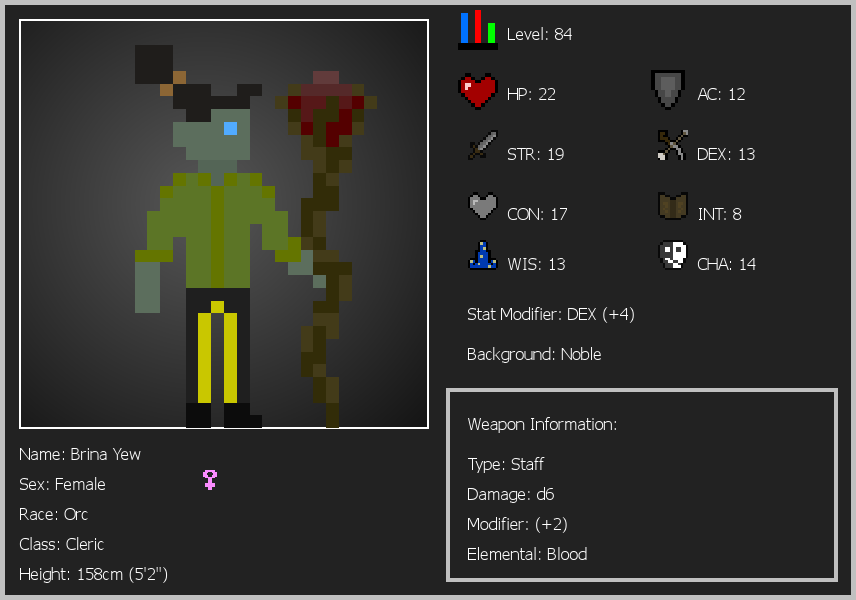 Level: 84
HP: 22
AC: 12
STR: 19
DEX: 13
CON: 17
INT: 8
WIS: 13
CHA: 14
Stat Modifier: DEX (+4)
Background: Noble
Weapon Information:
Type: Staff
Damage: d6
Modifier: (+2)
Elemental: Blood
Name: Brina Yew
Sex: Female
Race: Orc
Class: Cleric
Height: 158cm (5'2")